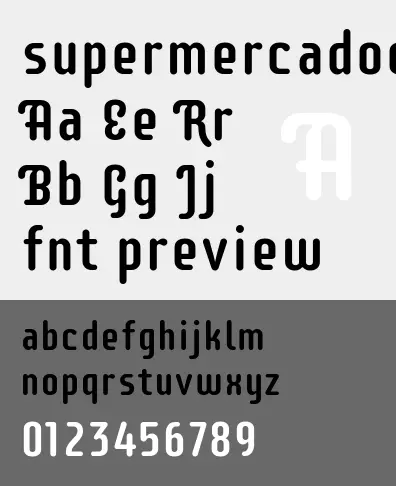 supermercadoo
Aa Ee Rr
A
Bb Gg Jj
fnt preview
abcdefghijklm
nopqrstuvwxyz
0123456789